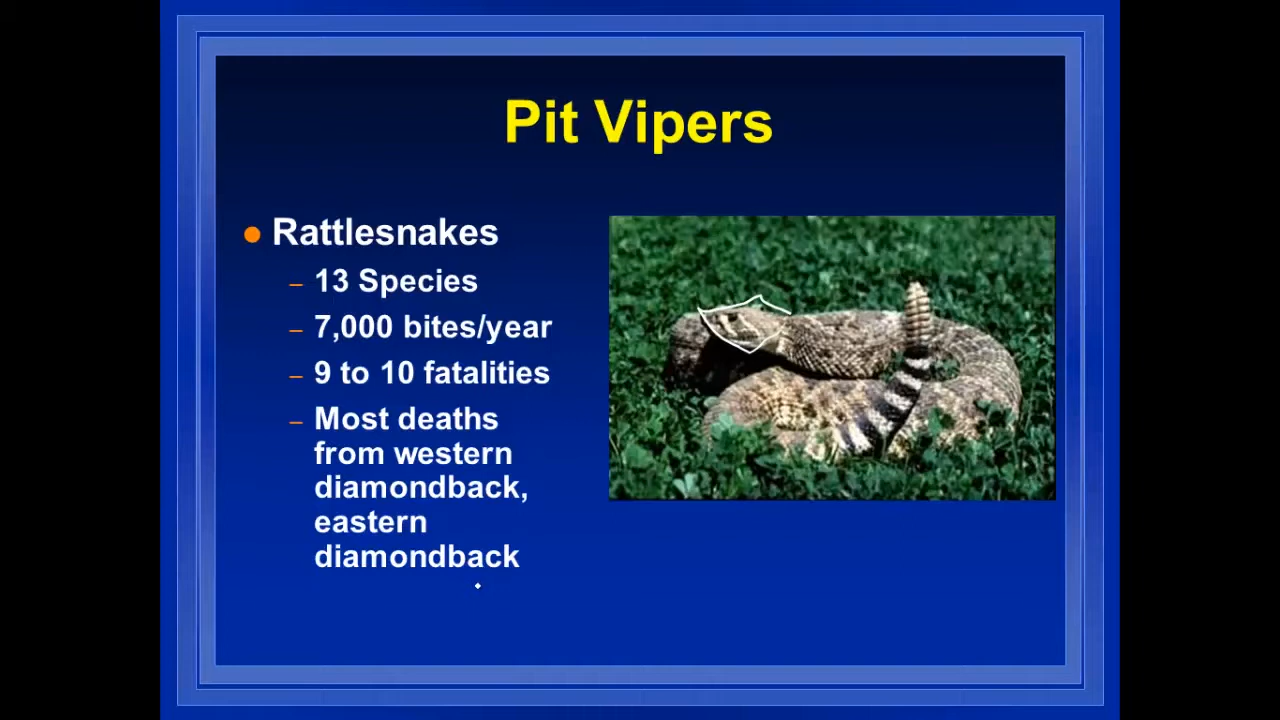 Pit Vipers
● Rattlesnakes
– 13 Species
– 7,000 bites/year
– 9 to 10 fatalities
– Most deaths
from western
diamondback,
eastern
diamondback